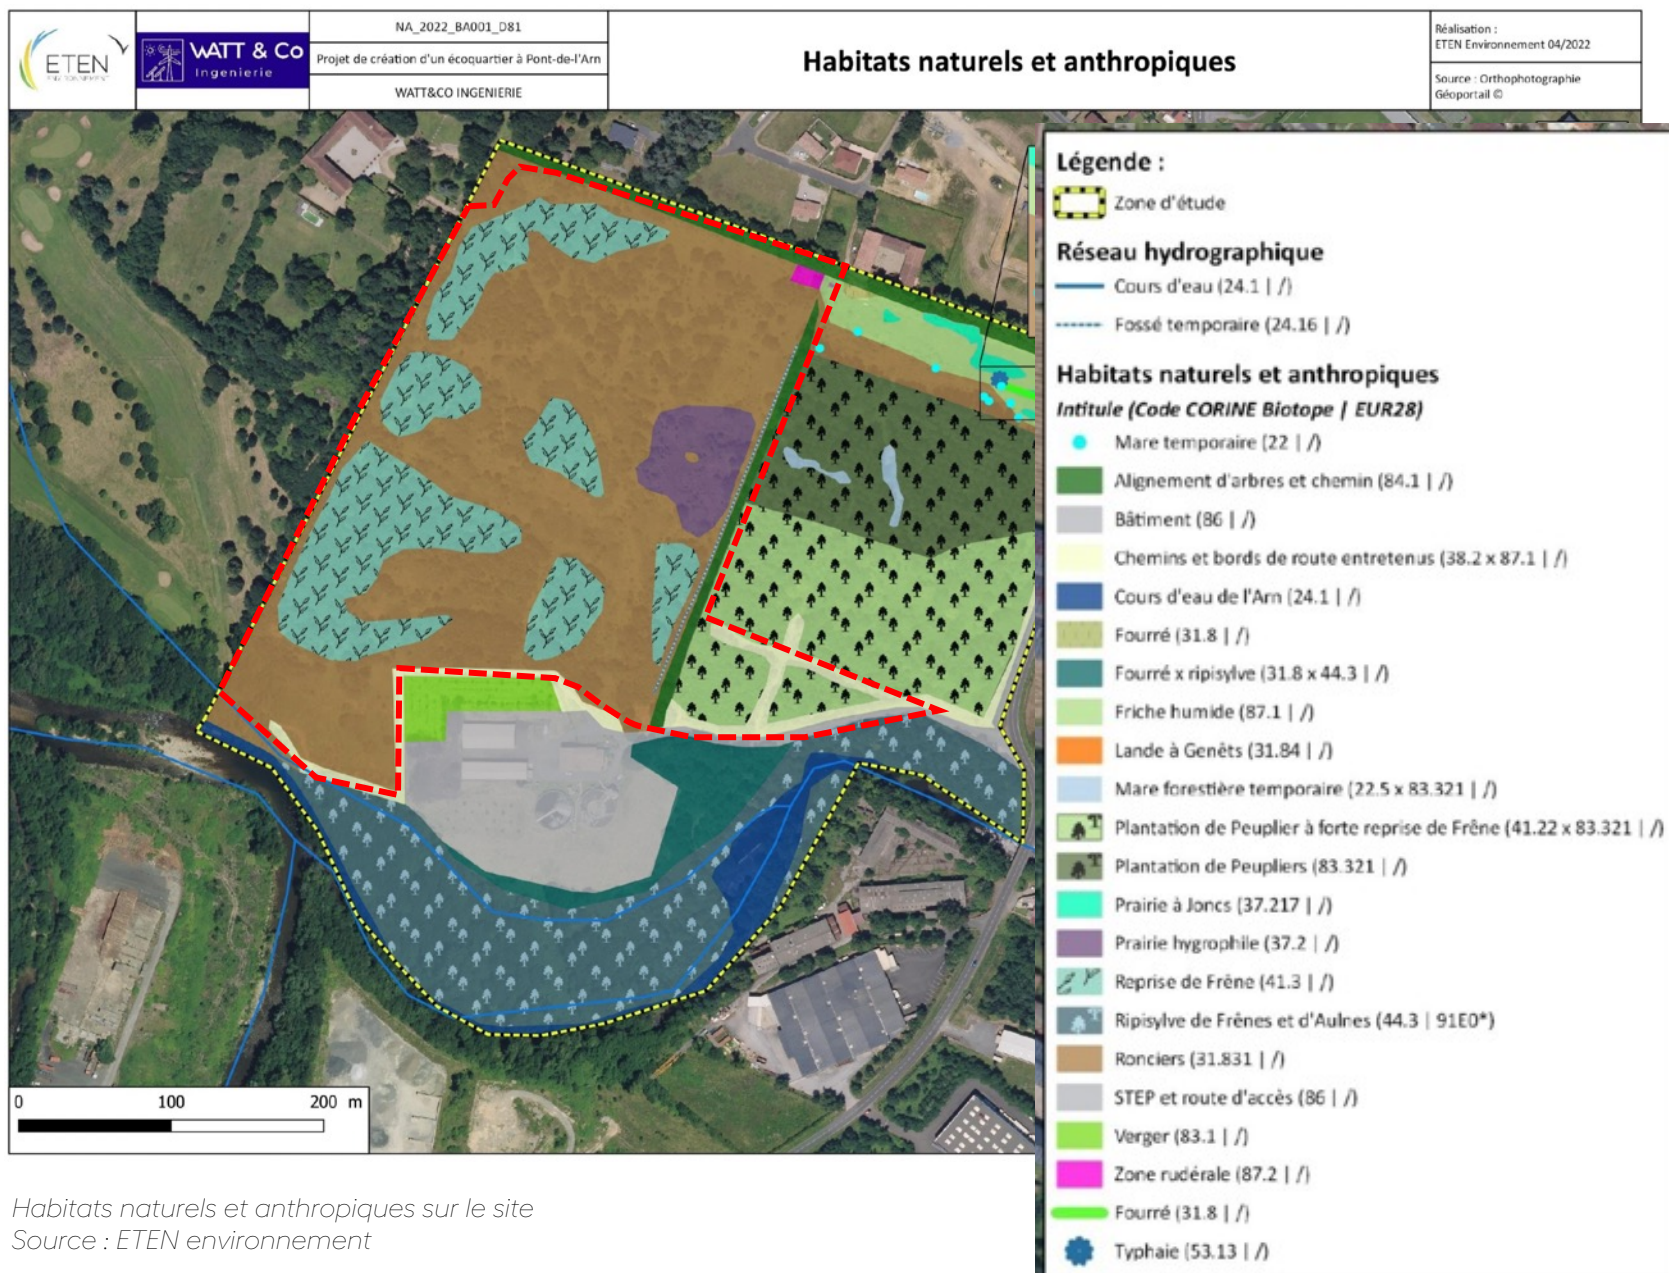 ETEN
ENVIRONNEMENT
WATT & Co
Ingenierie
NA_2022_BA001_D81
Projet de création d'un écoquartier à Pont-de-l'Arn
WATT&CO INGENIERIE
Habitats naturels et anthropiques
Réalisation :
ETEN Environnement 04/2022
Source : Orthophotographie
Géoportail ©
Légende :
Zone d'étude
Réseau hydrographique
Cours d'eau (24.1 | /)
Fossé temporaire (24.16 | /)
Habitats naturels et anthropiques
Intitule (Code CORINE Biotope | EUR28)
Mare temporaire (22 | /)
Alignement d'arbres et chemin (84.1 | /)
Bâtiment (86 | /)
Chemins et bords de route entretenus (38.2 x 87.1 | /)
Cours d'eau de l'Arn (24.1 | /)
Fourré (31.8 | /)
Fourré x ripisylve (31.8 x 44.3 | /)
Friche humide (87.1 | /)
Lande à Genêts (31.84 | /)
Mare forestière temporaire (22.5 x 83.321 | /)
Plantation de Peuplier à forte reprise de Frêne (41.22 x 83.321 | /)
Plantation de Peupliers (83.321 | /)
Prairie à Joncs (37.217 | /)
Prairie hygrophile (37.2 | /)
Reprise de Frêne (41.3 | /)
Ripisylve de Frênes et d'Aulnes (44.3 | 91E0*)
Ronciers (31.831 | /)
STEP et route d'accès (86 | /)
Verger (83.1 | /)
Zone rudérale (87.2 | /)
Fourré (31.8 | /)
Typhaie (53.13 | /)
0 100 200 m
Habitats naturels et anthropiques sur le site
Source : ETEN environnement